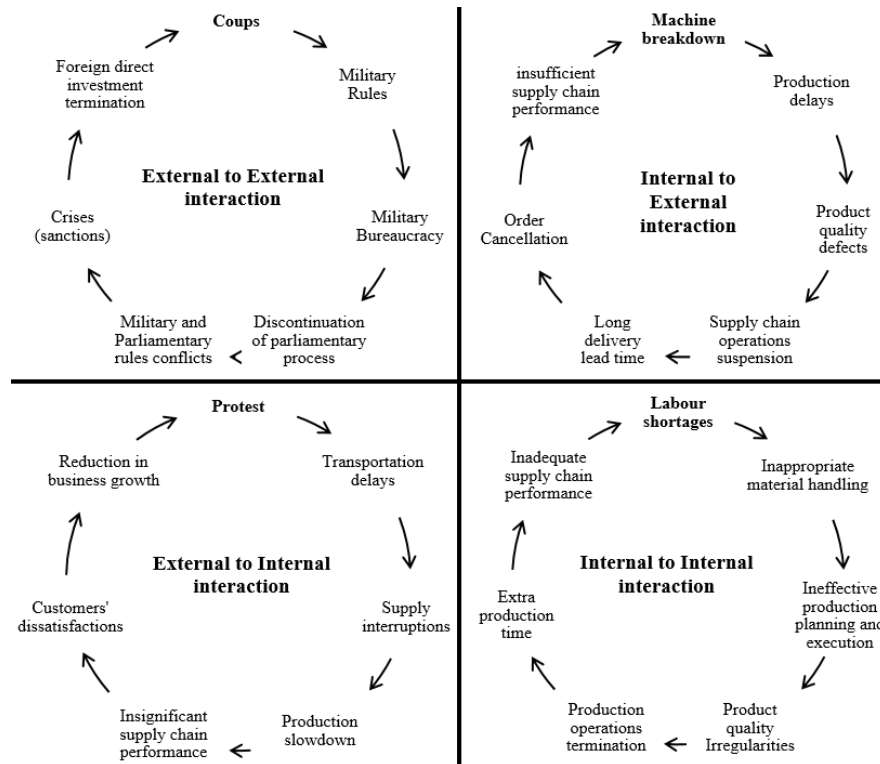 Coups
Military
Rules
Military
Bureaucracy
Discontinuation
of parliamentary
process
Military and
Parliamentary
rules conflicts
Crises
(sanctions)
Foreign direct
investment
termination
External to External
interaction
Machine
breakdown
Production
delays
Product
quality
defects
Supply chain
operations
suspension
Long
delivery
lead time
Order
Cancellation
insufficient
supply chain
performance
Internal to
External
interaction
Protest
Transportation
delays
Supply
interruptions
Production
slowdown
Insignificant
supply chain
performance
Customers'
dissatisfactions
Reduction in
business growth
External to Internal
interaction
Labour
shortages
Inappropriate
material handling
Ineffective
production
planning and
execution
Product
quality
Irregularities
Production
operations
termination
Extra
production
time
Inadequate
supply chain
performance
Internal to Internal
interaction